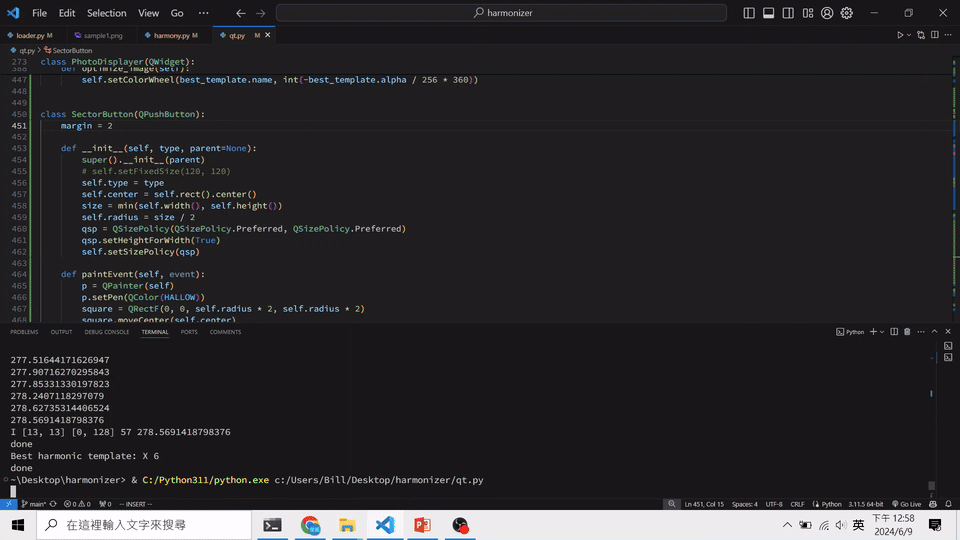 File Edit Selection View Go ··· harmonizer
loader.py M sample1.png harmony.py M qt.py M
qt.py > SectorButton
273 class PhotoDisplayer(QWidget):
388 def optimize_image(self):
447 self.setColorWheel(best_template.name, int(-best_template.alpha / 256 * 360))
448
449
450 class SectorButton(QPushButton):
451 margin = 2
452
453 def __init__(self, type, parent=None):
454 super().__init__(parent)
455 # self.setFixedSize(120, 120)
456 self.type = type
457 self.center = self.rect().center()
458 size = min(self.width(), self.height())
459 self.radius = size / 2
460 qsp = QSizePolicy(QSizePolicy.Preferred, QSizePolicy.Preferred)
461 qsp.setHeightForWidth(True)
462 self.setSizePolicy(qsp)
463
464 def paintEvent(self, event):
465 p = QPainter(self)
466 p.setPen(QColor(HALLOW))
467 square = QRectF(0, 0, self.radius * 2, self.radius * 2)
468 square.moveCenter(self.center)
PROBLEMS OUTPUT DEBUG CONSOLE TERMINAL PORTS COMMENTS Python
277.51644171626947
277.90716270295843
277.85331330197823
278.2407118297079
278.62735314406524
278.5691418798376
I [13, 13] [0, 128] 57 278.5691418798376
done
Best harmonic template: X 6
done
~\Desktop\harmonizer> & C:/Python311/python.exe c:/Users/Bill/Desktop/harmonizer/qt.py
main* 0 0 0 -- INSERT -- Ln 451, Col 15 Spaces: 4 UTF-8 CRLF Python 3.11.5 64-bit Go Live
在這裡輸入文字來搜尋 英 下午 12:58
2024/6/9